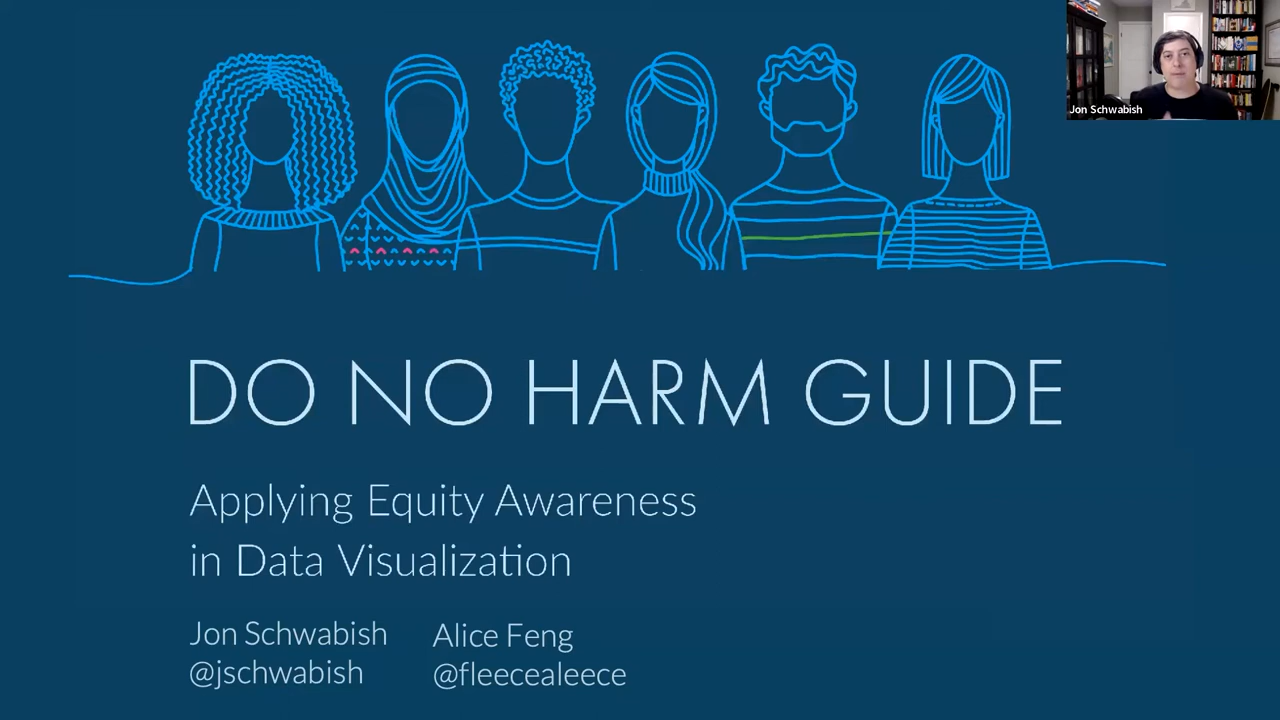 Jon Schwabish
DO NO HARM GUIDE
Applying Equity Awareness
in Data Visualization
Jon Schwabish
@jschwabish
Alice Feng
@fleecealeece